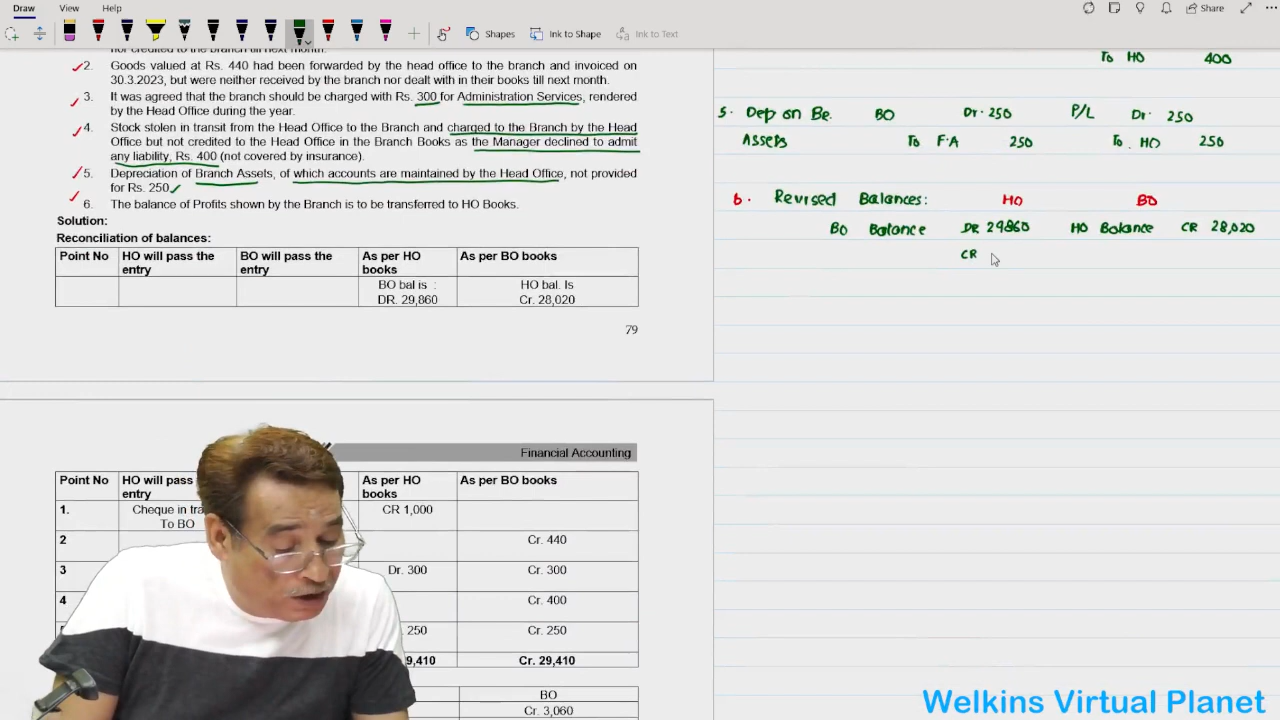 Draw View Help
Share
Shapes Ink to Shape Ink to Text
nor credited to the Branch till next month.
2. Goods valued at Rs. 440 had been forwarded by the head office to the branch and invoiced on
30.3.2023, but were neither received by the branch nor dealt with in their books till next month.
3. It was agreed that the branch should be charged with Rs. 300 for Administration Services, rendered
by the Head Office during the year.
4. Stock stolen in transit from the Head Office to the Branch and charged to the Branch by the Head
Office but not credited to the Head Office in the Branch Books as the Manager declined to admit
any liability, Rs. 400 (not covered by insurance).
5. Depreciation of Branch Assets, of which accounts are maintained by the Head Office, not provided
for Rs. 250
6. The balance of Profits shown by the Branch is to be transferred to HO Books.
Solution:
Reconciliation of balances:
Point No HO will pass the BO will pass the As per HO As per BO books
entry entry books
BO bal is : HO bal. Is
DR. 29,860 Cr. 28,020
79
Financial Accounting
Point No HO will pass As per HO As per BO books
entry books
1. Cheque in tra CR 1,000
To BO
2 Cr. 440
3 Dr. 300 Cr. 300
4 Cr. 400
250 Cr. 250
9,410 Cr. 29,410
BO
Cr. 3,060
To HO 400
5. Dep on Br. BO Dr. 250 P/L Dr. 250
Assets To F.A 250 To. HO 250
6. Revised Balances: HO BO
BO Balance DR 29860 HO Balance CR 28,020
CR
Welkins Virtual Planet